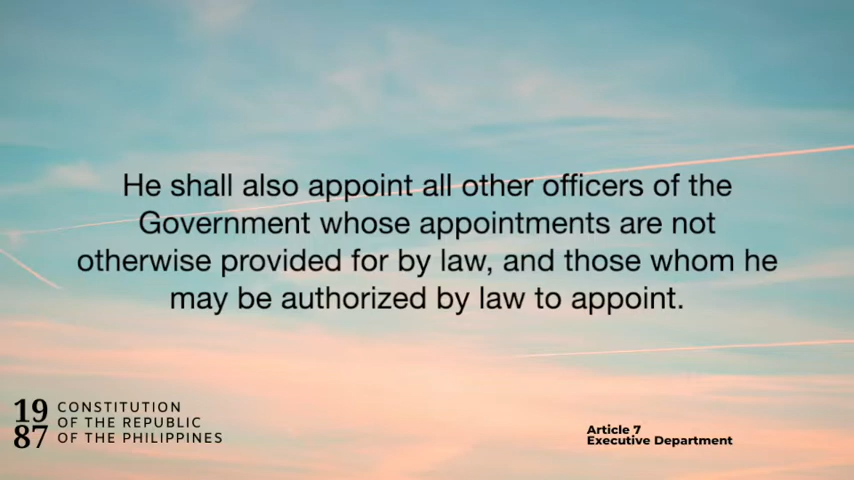 He shall also appoint all other officers of the
Government whose appointments are not
otherwise provided for by law, and those whom he
may be authorized by law to appoint.
19
87
CONSTITUTION
OF THE REPUBLIC
OF THE PHILIPPINES
Article 7
Executive Department